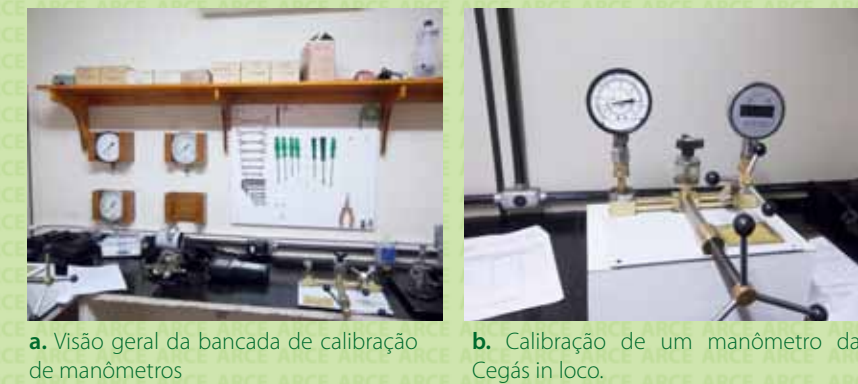 a. Visão geral da bancada de calibração
de manômetros
b. Calibração de um manômetro da
Cegás in loco.